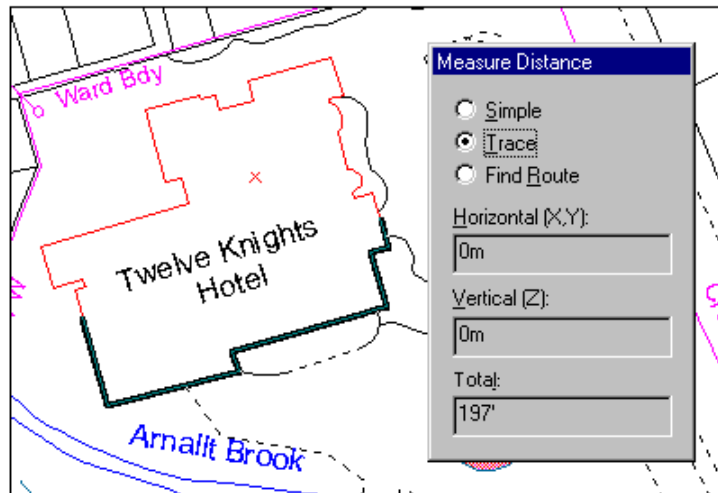 Ward Bdy
Twelve Knights
Hotel
Arnallt Brook
Measure Distance
Simple
Trace
Find Route
Horizontal (X,Y):
0m
Vertical (Z):
0m
Total:
197'